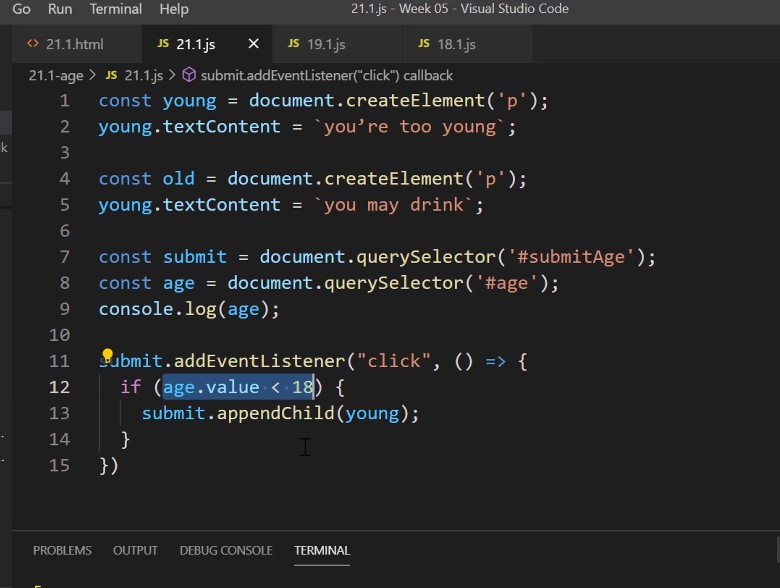 Go Run Terminal Help 21.1.js - Week 05 - Visual Studio Code
<> 21.1.html JS 21.1.js × JS 19.1.js JS 18.1.js
21.1-age > JS 21.1.js > submit.addEventListener("click") callback
1 const young = document.createElement('p');
2 young.textContent = `you’re too young`;
3
4 const old = document.createElement('p');
5 young.textContent = `you may drink`;
6
7 const submit = document.querySelector('#submitAge');
8 const age = document.querySelector('#age');
9 console.log(age);
10
11 submit.addEventListener("click", () => {
12 if (age.value < 18) {
13 submit.appendChild(young);
14 }
15 })
PROBLEMS OUTPUT DEBUG CONSOLE TERMINAL